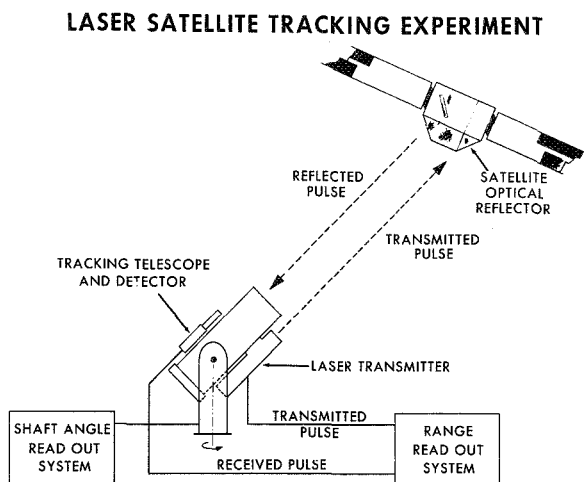 LASER SATELLITE TRACKING EXPERIMENT
REFLECTED
PULSE
SATELLITE
OPTICAL
REFLECTOR
TRANSMITTED
PULSE
TRACKING TELESCOPE
AND DETECTOR
LASER TRANSMITTER
SHAFT ANGLE
READ OUT
SYSTEM
TRANSMITTED
PULSE
RECEIVED PULSE
RANGE
READ OUT
SYSTEM